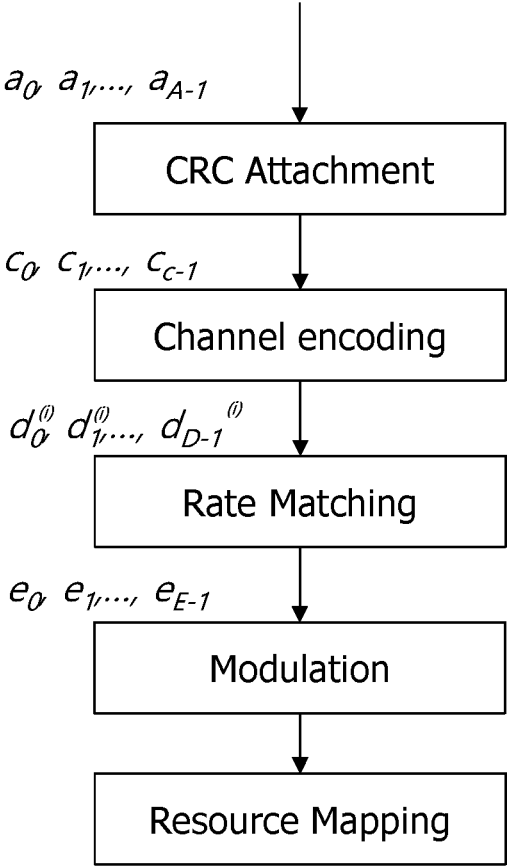 a0, a1,..., aA-1
CRC Attachment
c0, c1,..., cc-1
Channel encoding
d0(i), d1(i),..., dD-1(i)
Rate Matching
e0, e1,..., eE-1
Modulation
Resource Mapping